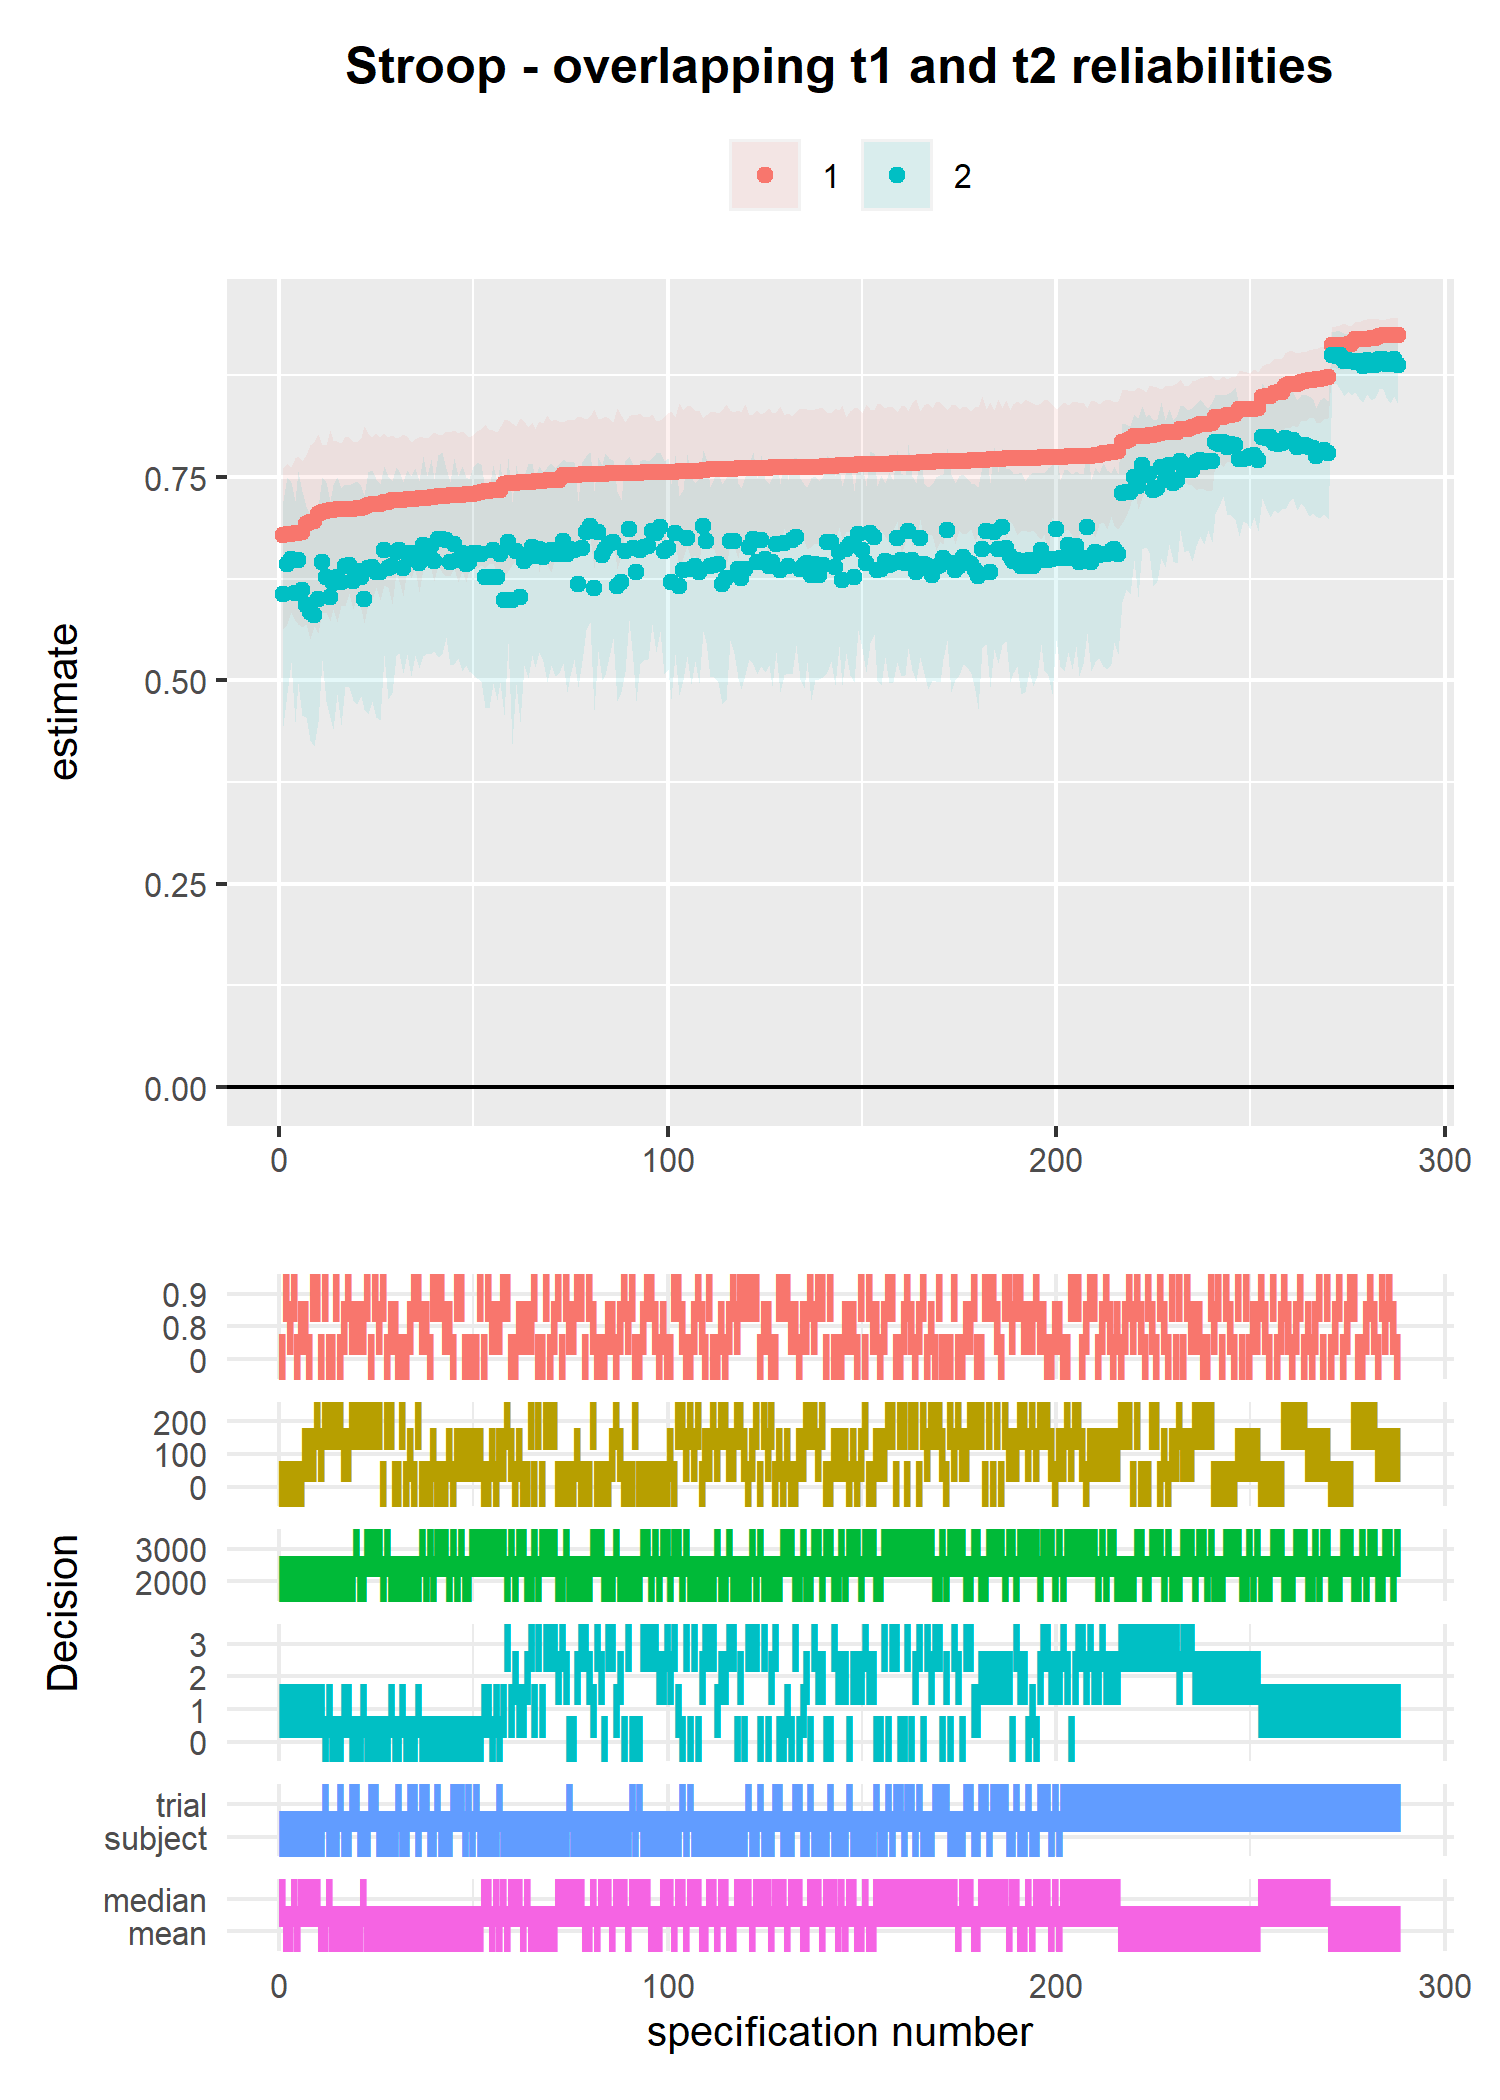 Stroop - overlapping t1 and t2 reliabilities
1 2
estimate
0.75
0.50
0.25
0.00
0 100 200 300
Decision
0.9
0.8
0
200
100
0
3000
2000
3
2
1
0
trial
subject
median
mean
0 100 200 300
specification number